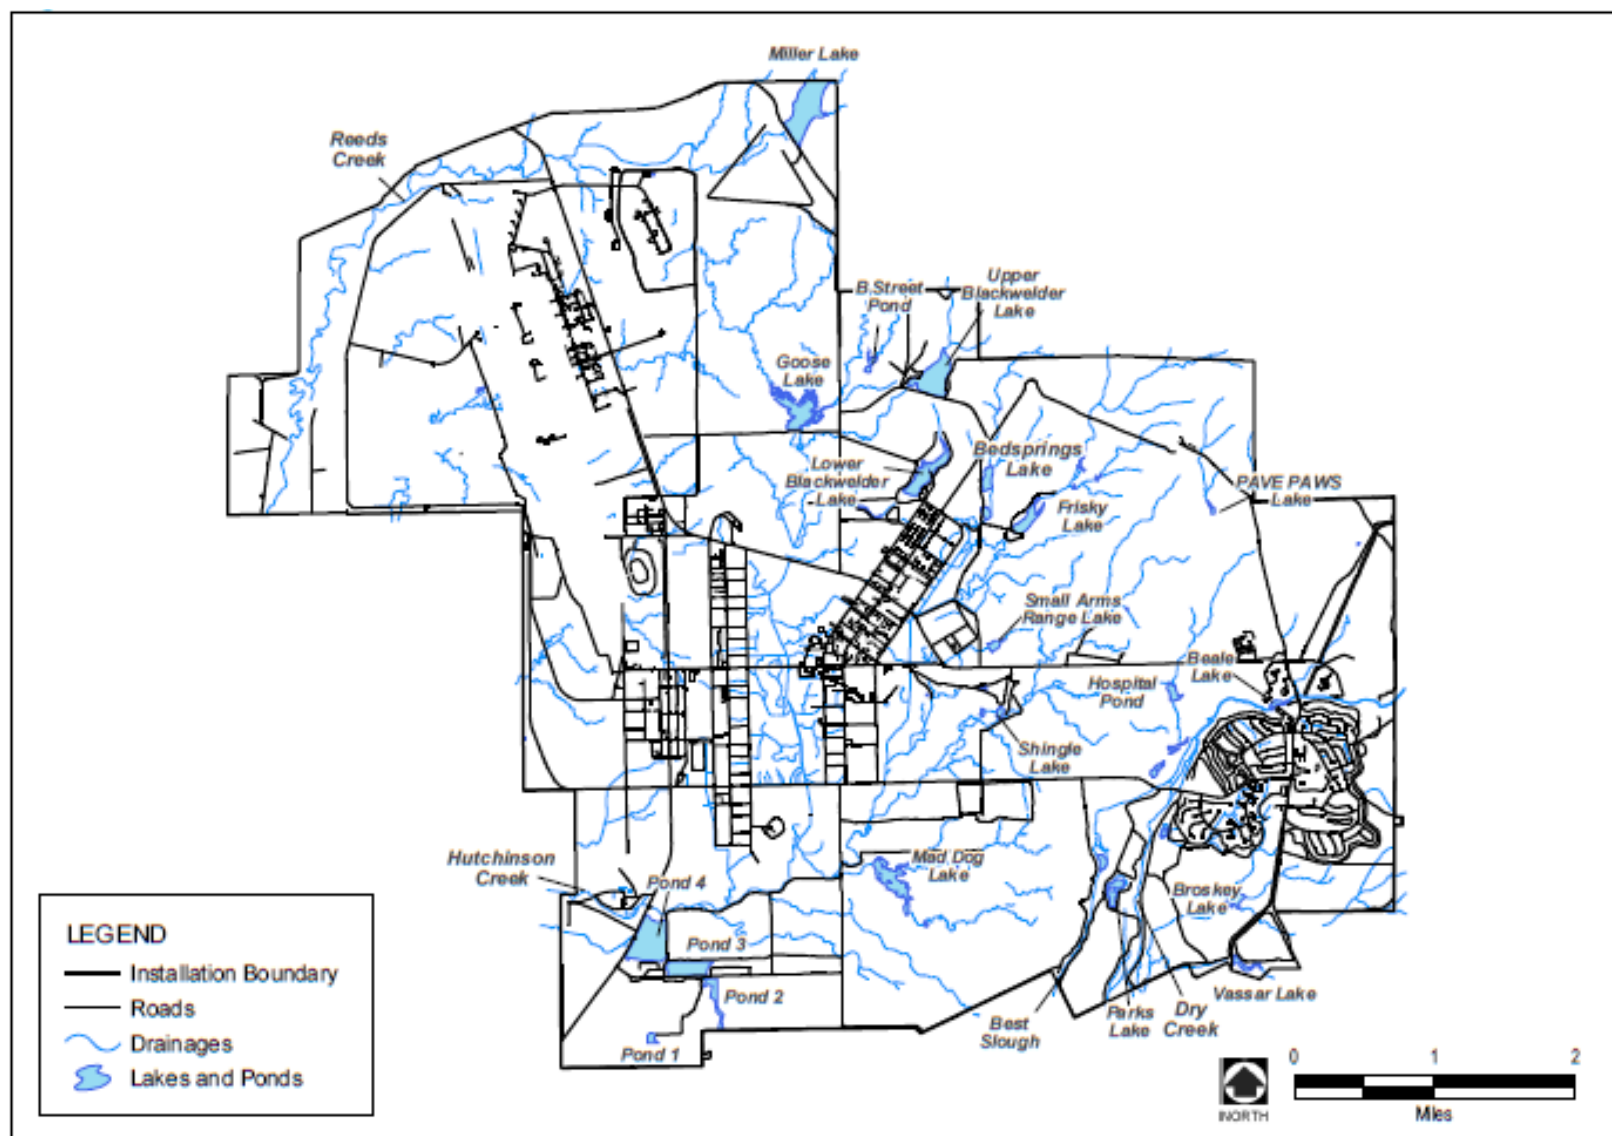 Miller Lake
Reeds
Creek
Upper
Blackwelder
Lake
B Street
Pond
Goose
Lake
Lower
Blackwelder
Lake
Bedsprings
Lake
PAVE PAWS
Lake
Frisky
Lake
Small Arms
Range Lake
Beale
Lake
Hospital
Pond
Shingle
Lake
Hutchinson
Creek
Pond 4
Mad Dog
Lake
Broskey
Lake
Pond 3
Pond 2
Pond 1
Vassar Lake
Best
Slough
Parks
Lake
Dry
Creek
LEGEND
Installation Boundary
Roads
Drainages
Lakes and Ponds
NORTH
0 1 2
Miles